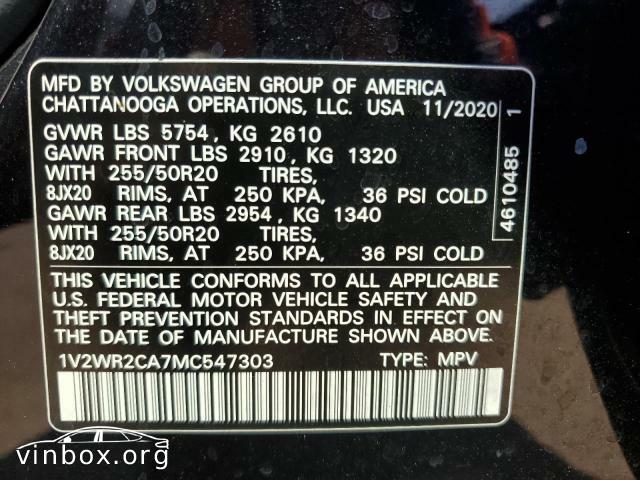 MFD BY VOLKSWAGEN GROUP OF AMERICA
CHATTANOOGA OPERATIONS, LLC. USA 11/2020
GVWR LBS 5754, KG 2610
GAWR FRONT LBS 2910, KG 1320
WITH 255/50R20 TIRES,
8JX20 RIMS, AT 250 KPA, 36 PSI COLD
GAWR REAR LBS 2954, KG 1340
WITH 255/50R20 TIRES,
8JX20 RIMS, AT 250 KPA, 36 PSI COLD
THIS VEHICLE CONFORMS TO ALL APPLICABLE
U.S. FEDERAL MOTOR VEHICLE SAFETY AND
THEFT PREVENTION STANDARDS IN EFFECT ON
THE DATE OF MANUFACTURE SHOWN ABOVE.
1V2WR2CA7MC547303 TYPE: MPV
4610485 1
vinbox.org